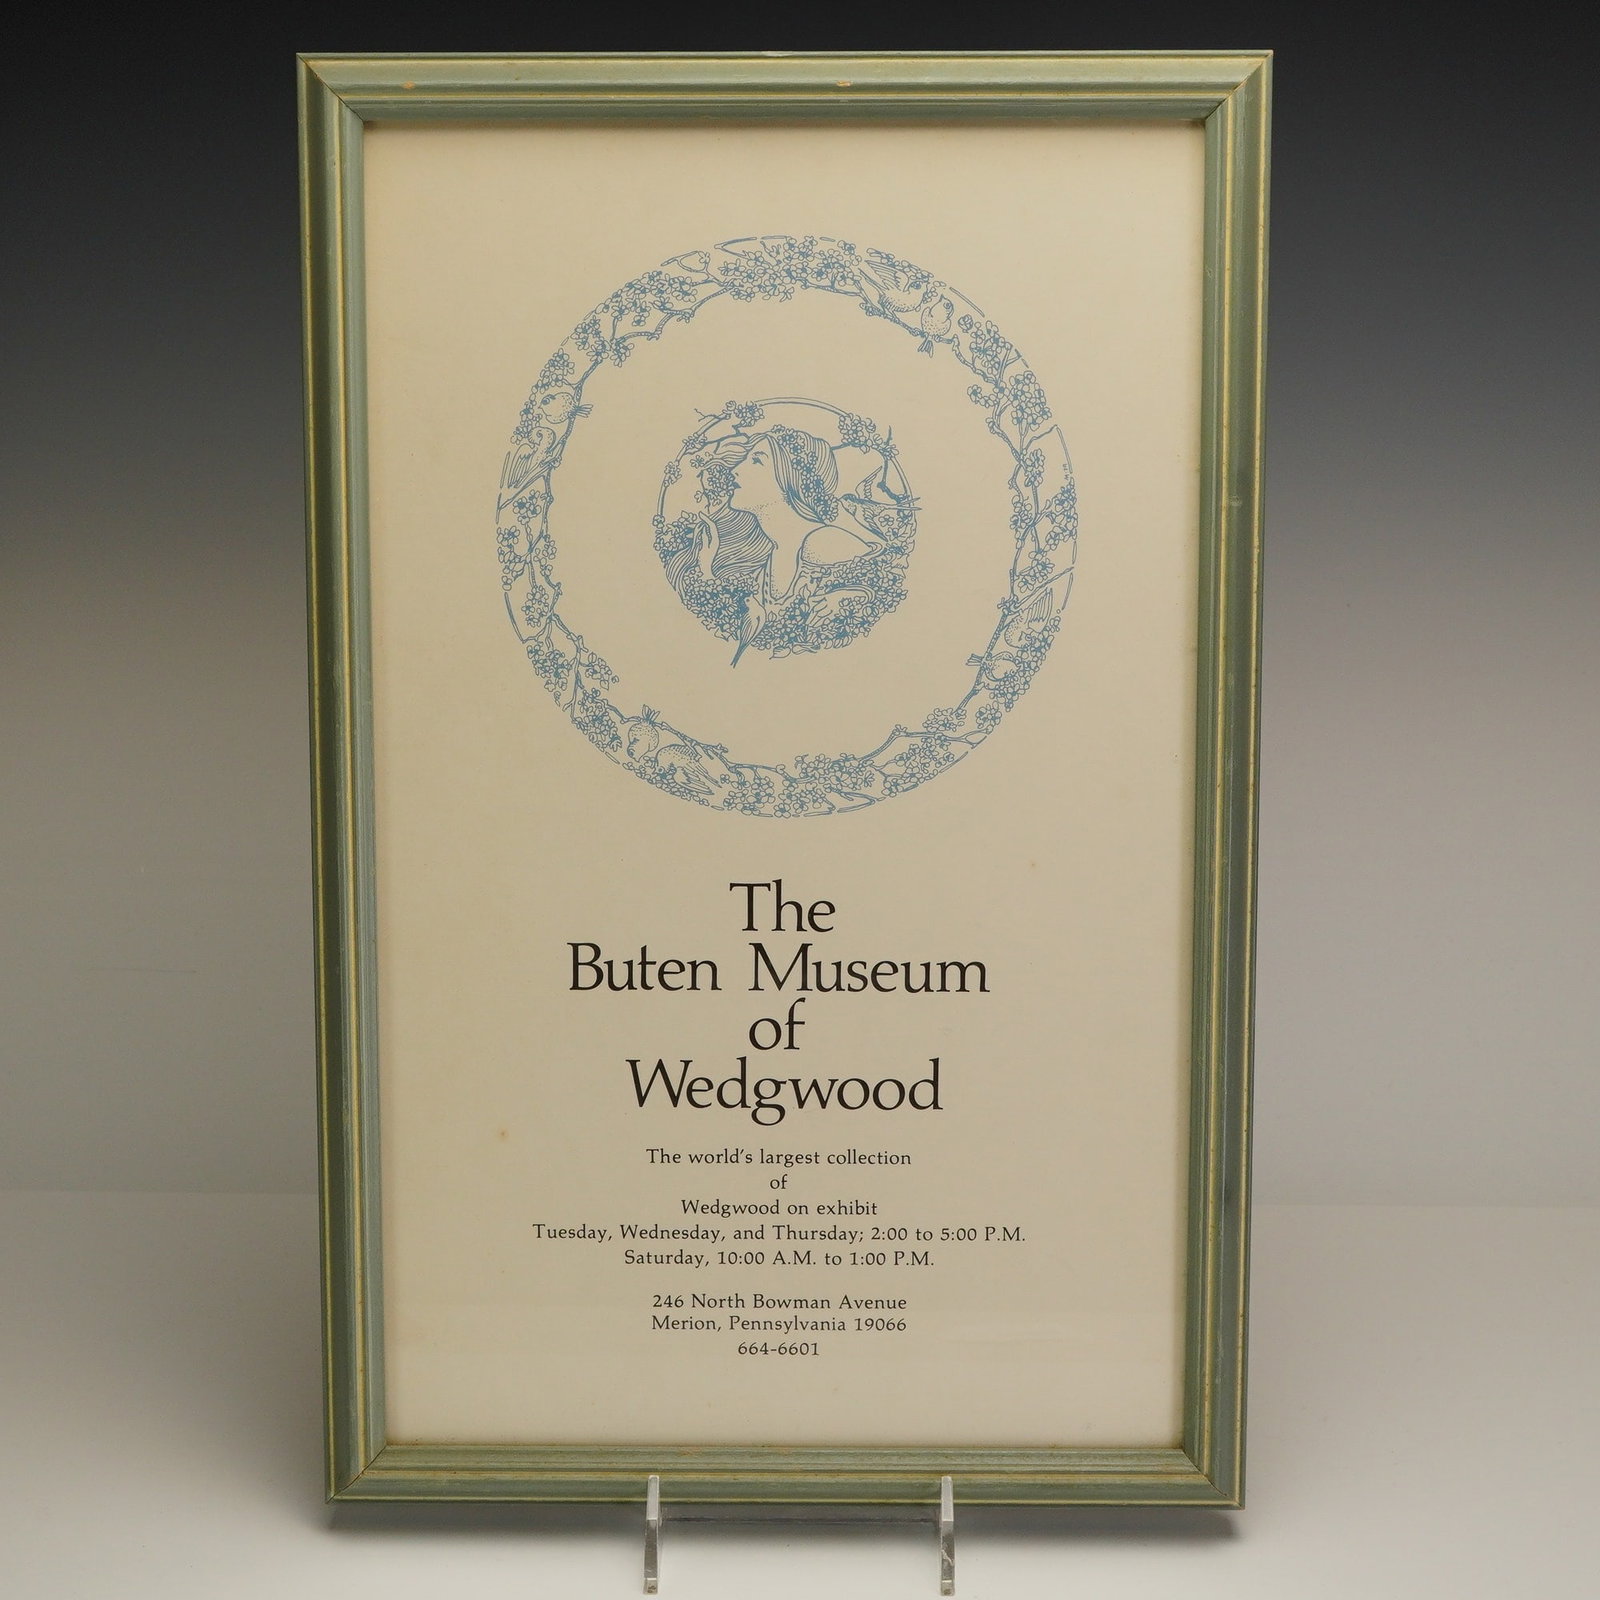 The
Buten Museum
of
Wedgwood
The world's largest collection
of
Wedgwood on exhibit
Tuesday, Wednesday, and Thursday; 2:00 to 5:00 P.M.
Saturday, 10:00 A.M. to 1:00 P.M.
246 North Bowman Avenue
Merion, Pennsylvania 19066
664-6601